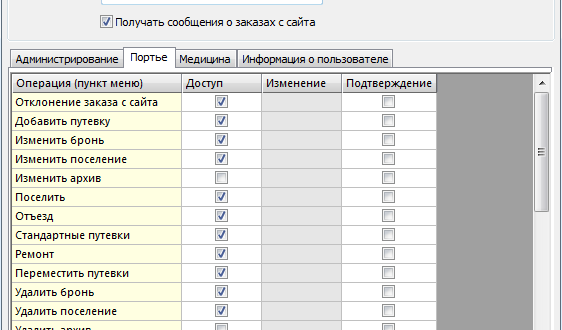 Получать сообщения о заказах с сайта
Администрирование Портье Медицина Информация о пользователе
Операция (пункт меню) Доступ Изменение Подтверждение
Отклонение заказа с сайта
Добавить путевку
Изменить бронь
Изменить поселение
Изменить архив
Поселить
Отъезд
Стандартные путевки
Ремонт
Переместить путевки
Удалить бронь
Удалить поселение
Удалить архив